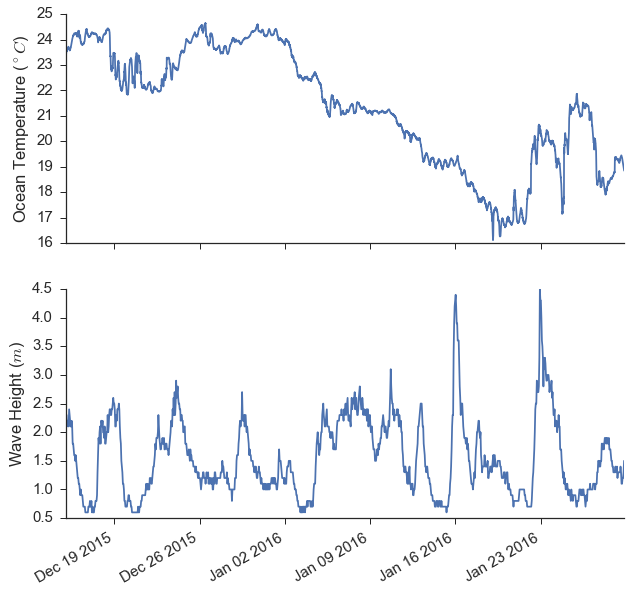 25
24
23
22
21
20
19
18
17
16
Ocean Temperature (°C)
4.5
4.0
3.5
3.0
2.5
2.0
1.5
1.0
0.5
Wave Height (m)
Dec 19 2015
Dec 26 2015
Jan 02 2016
Jan 09 2016
Jan 16 2016
Jan 23 2016